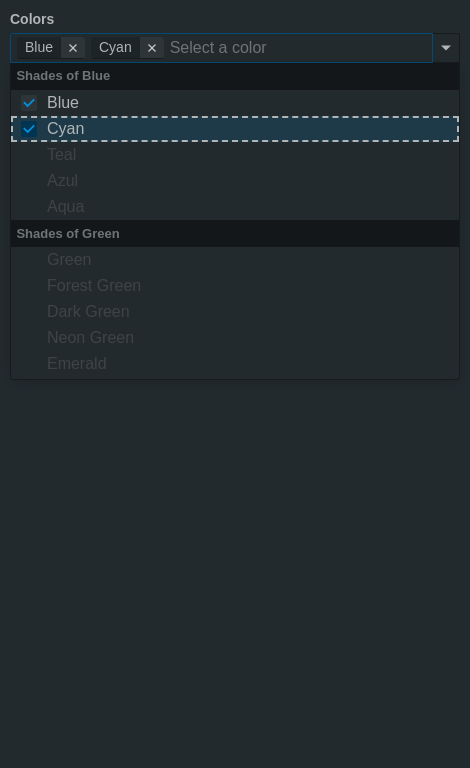 Colors
Blue Cyan Select a color
Shades of Blue
Blue
Cyan
Teal
Azul
Aqua
Shades of Green
Green
Forest Green
Dark Green
Neon Green
Emerald